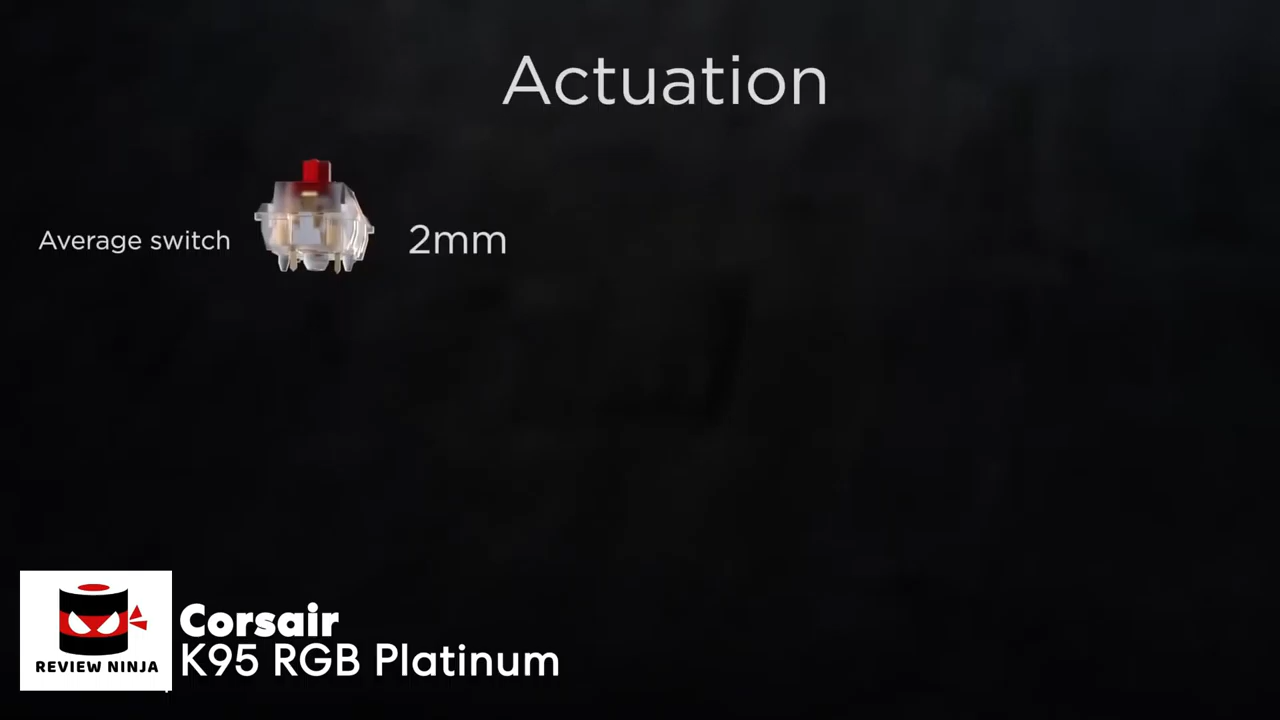 Actuation
Average switch
2mm
REVIEW NINJA
Corsair
K95 RGB Platinum